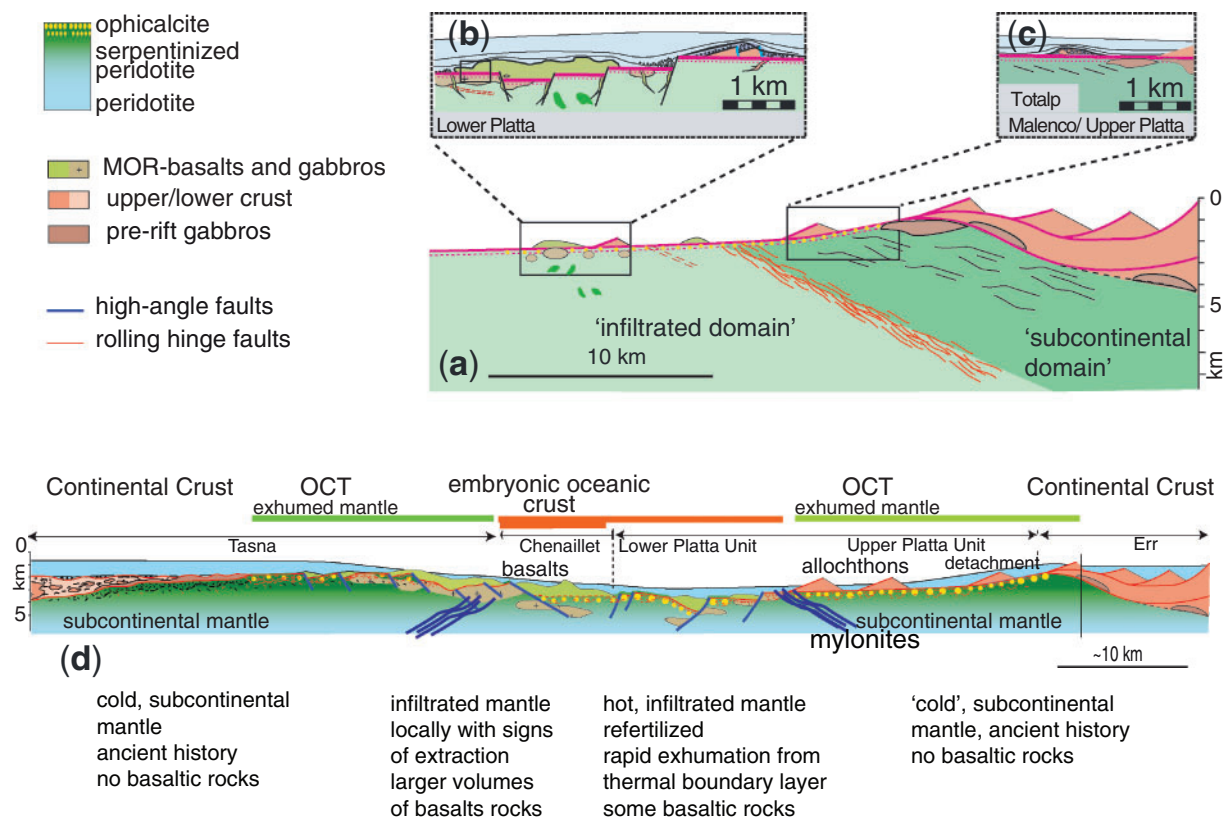 ophicalcite
serpentinized
peridotite
peridotite
MOR-basalts and gabbros
upper/lower crust
pre-rift gabbros
high-angle faults
rolling hinge faults
(b)
1 km
Lower Platta
(c)
1 km
Totalp
Malenco/ Upper Platta
0
5
km
'infiltrated domain'
'subcontinental
domain'
10 km
(a)
Continental Crust
OCT
exhumed mantle
embryonic oceanic
crust
OCT
exhumed mantle
Continental Crust
Tasna
Chenaillet
Lower Platta Unit
Upper Platta Unit
Err
basalts
allochthons
detachment
0
km
5
subcontinental mantle
subcontinental mantle
mylonites
(d)
~10 km
cold, subcontinental
mantle
ancient history
no basaltic rocks
infiltrated mantle
locally with signs
of extraction
larger volumes
of basalts rocks
hot, infiltrated mantle
refertilized
rapid exhumation from
thermal boundary layer
some basaltic rocks
'cold', subcontinental
mantle, ancient history
no basaltic rocks